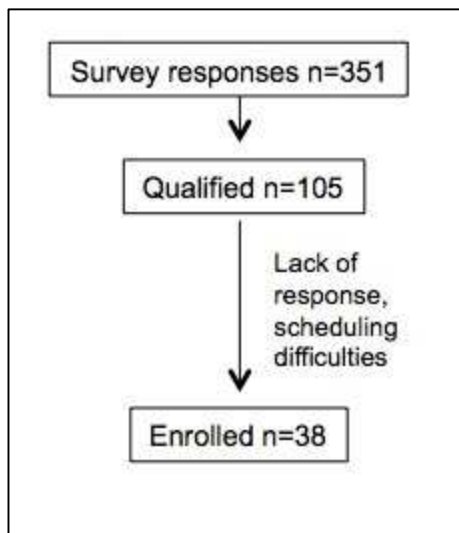 Survey responses n=351
Qualified n=105
Lack of
response,
scheduling
difficulties
Enrolled n=38